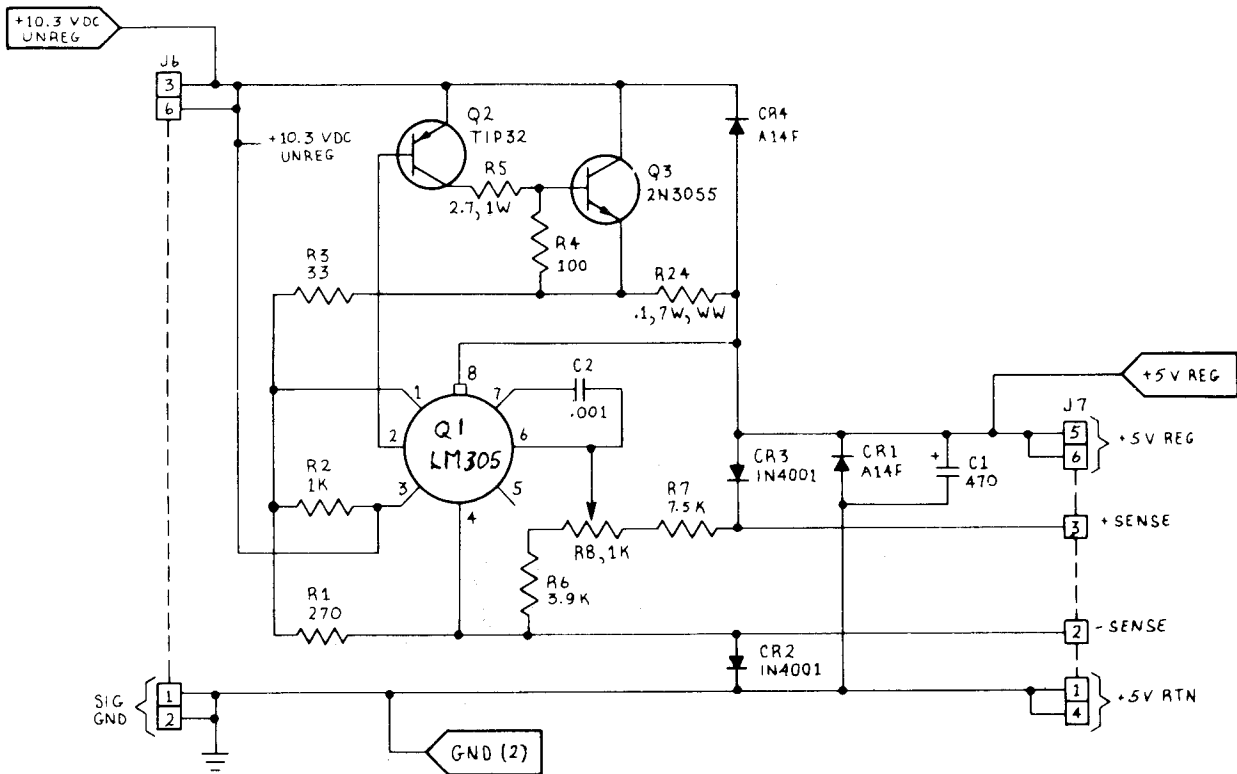 +10.3 VDC
UNREG
J6
3
6
+10.3 VDC
UNREG
Q2
TIP32
R5
2.7, 1W
Q3
2N3055
CR4
A14F
R4
100
R3
33
R24
.1, 7W, WW
8
C2
.001
1
7
2
Q1
LM305
6
3
5
4
+5V REG
J7
5
6
+5V REG
CR3
IN4001
CR1
A14F
+
C1
470
R2
1K
R7
7.5K
R8, 1K
3
+ SENSE
R6
3.9K
R1
270
2
- SENSE
CR2
IN4001
SIG
GND
1
2
1
4
+5V RTN
GND (2)